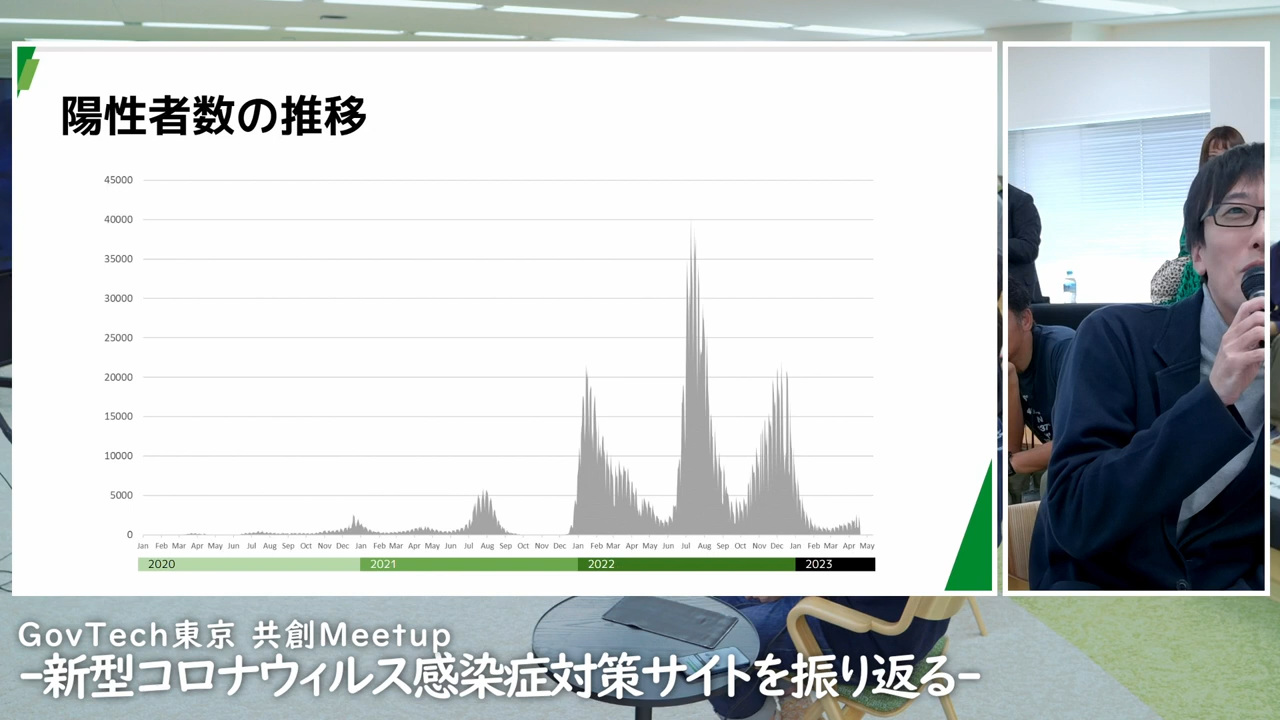 陽性者数の推移
45000
40000
35000
30000
25000
20000
15000
10000
5000
0
Jan Feb Mar Apr May Jun Jul Aug Sep Oct Nov Dec Jan Feb Mar Apr May Jun Jul Aug Sep Oct Nov Dec Jan Feb Mar Apr May Jun Jul Aug Sep Oct Nov Dec Jan Feb Mar Apr May
2020 2021 2022 2023
GovTech東京 共創Meetup
-新型コロナウィルス感染症対策サイトを振り返る-